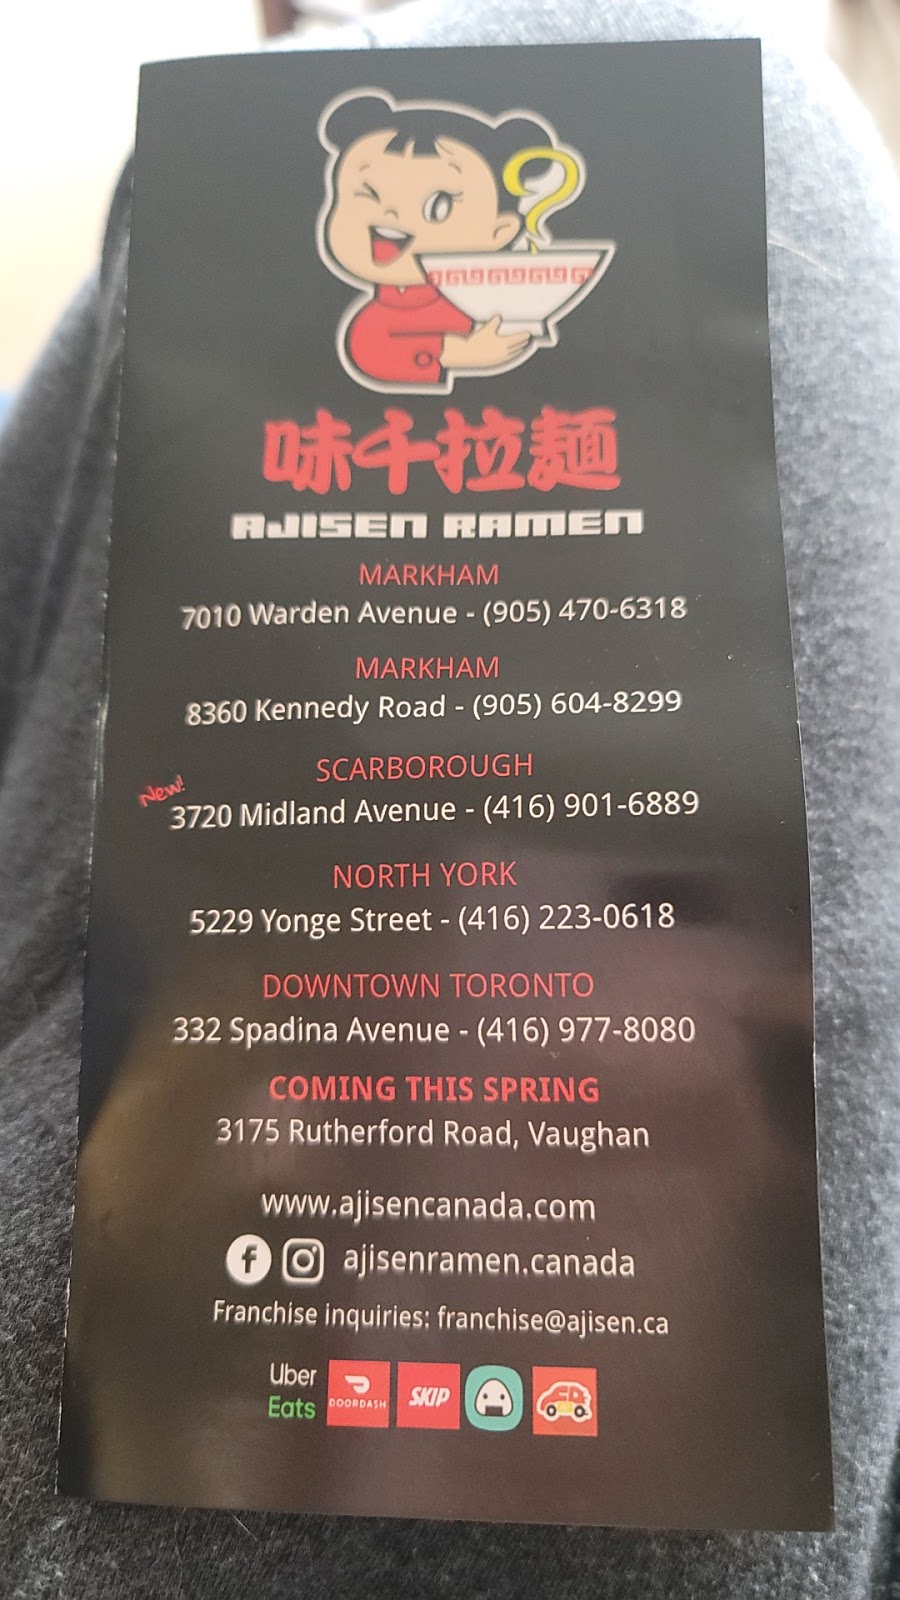 味千拉麺
AJISEN RAMEN
MARKHAM
7010 Warden Avenue - (905) 470-6318
MARKHAM
8360 Kennedy Road - (905) 604-8299
SCARBOROUGH
New!
3720 Midland Avenue - (416) 901-6889
NORTH YORK
5229 Yonge Street - (416) 223-0618
DOWNTOWN TORONTO
332 Spadina Avenue - (416) 977-8080
COMING THIS SPRING
3175 Rutherford Road, Vaughan
www.ajisencanada.com
ajisenramen.canada
Franchise inquiries: franchise@ajisen.ca
Uber Eats
DOORDASH
SKIP